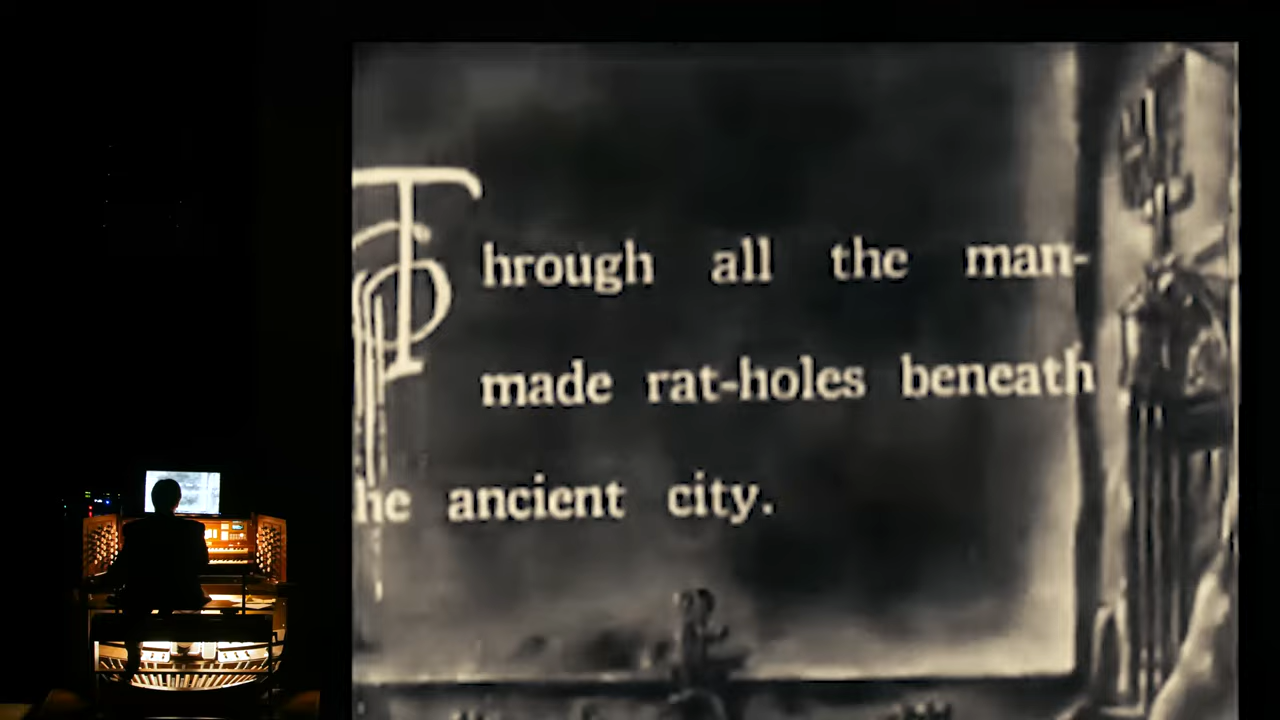 Through all the man-
made rat-holes beneath
he ancient city.